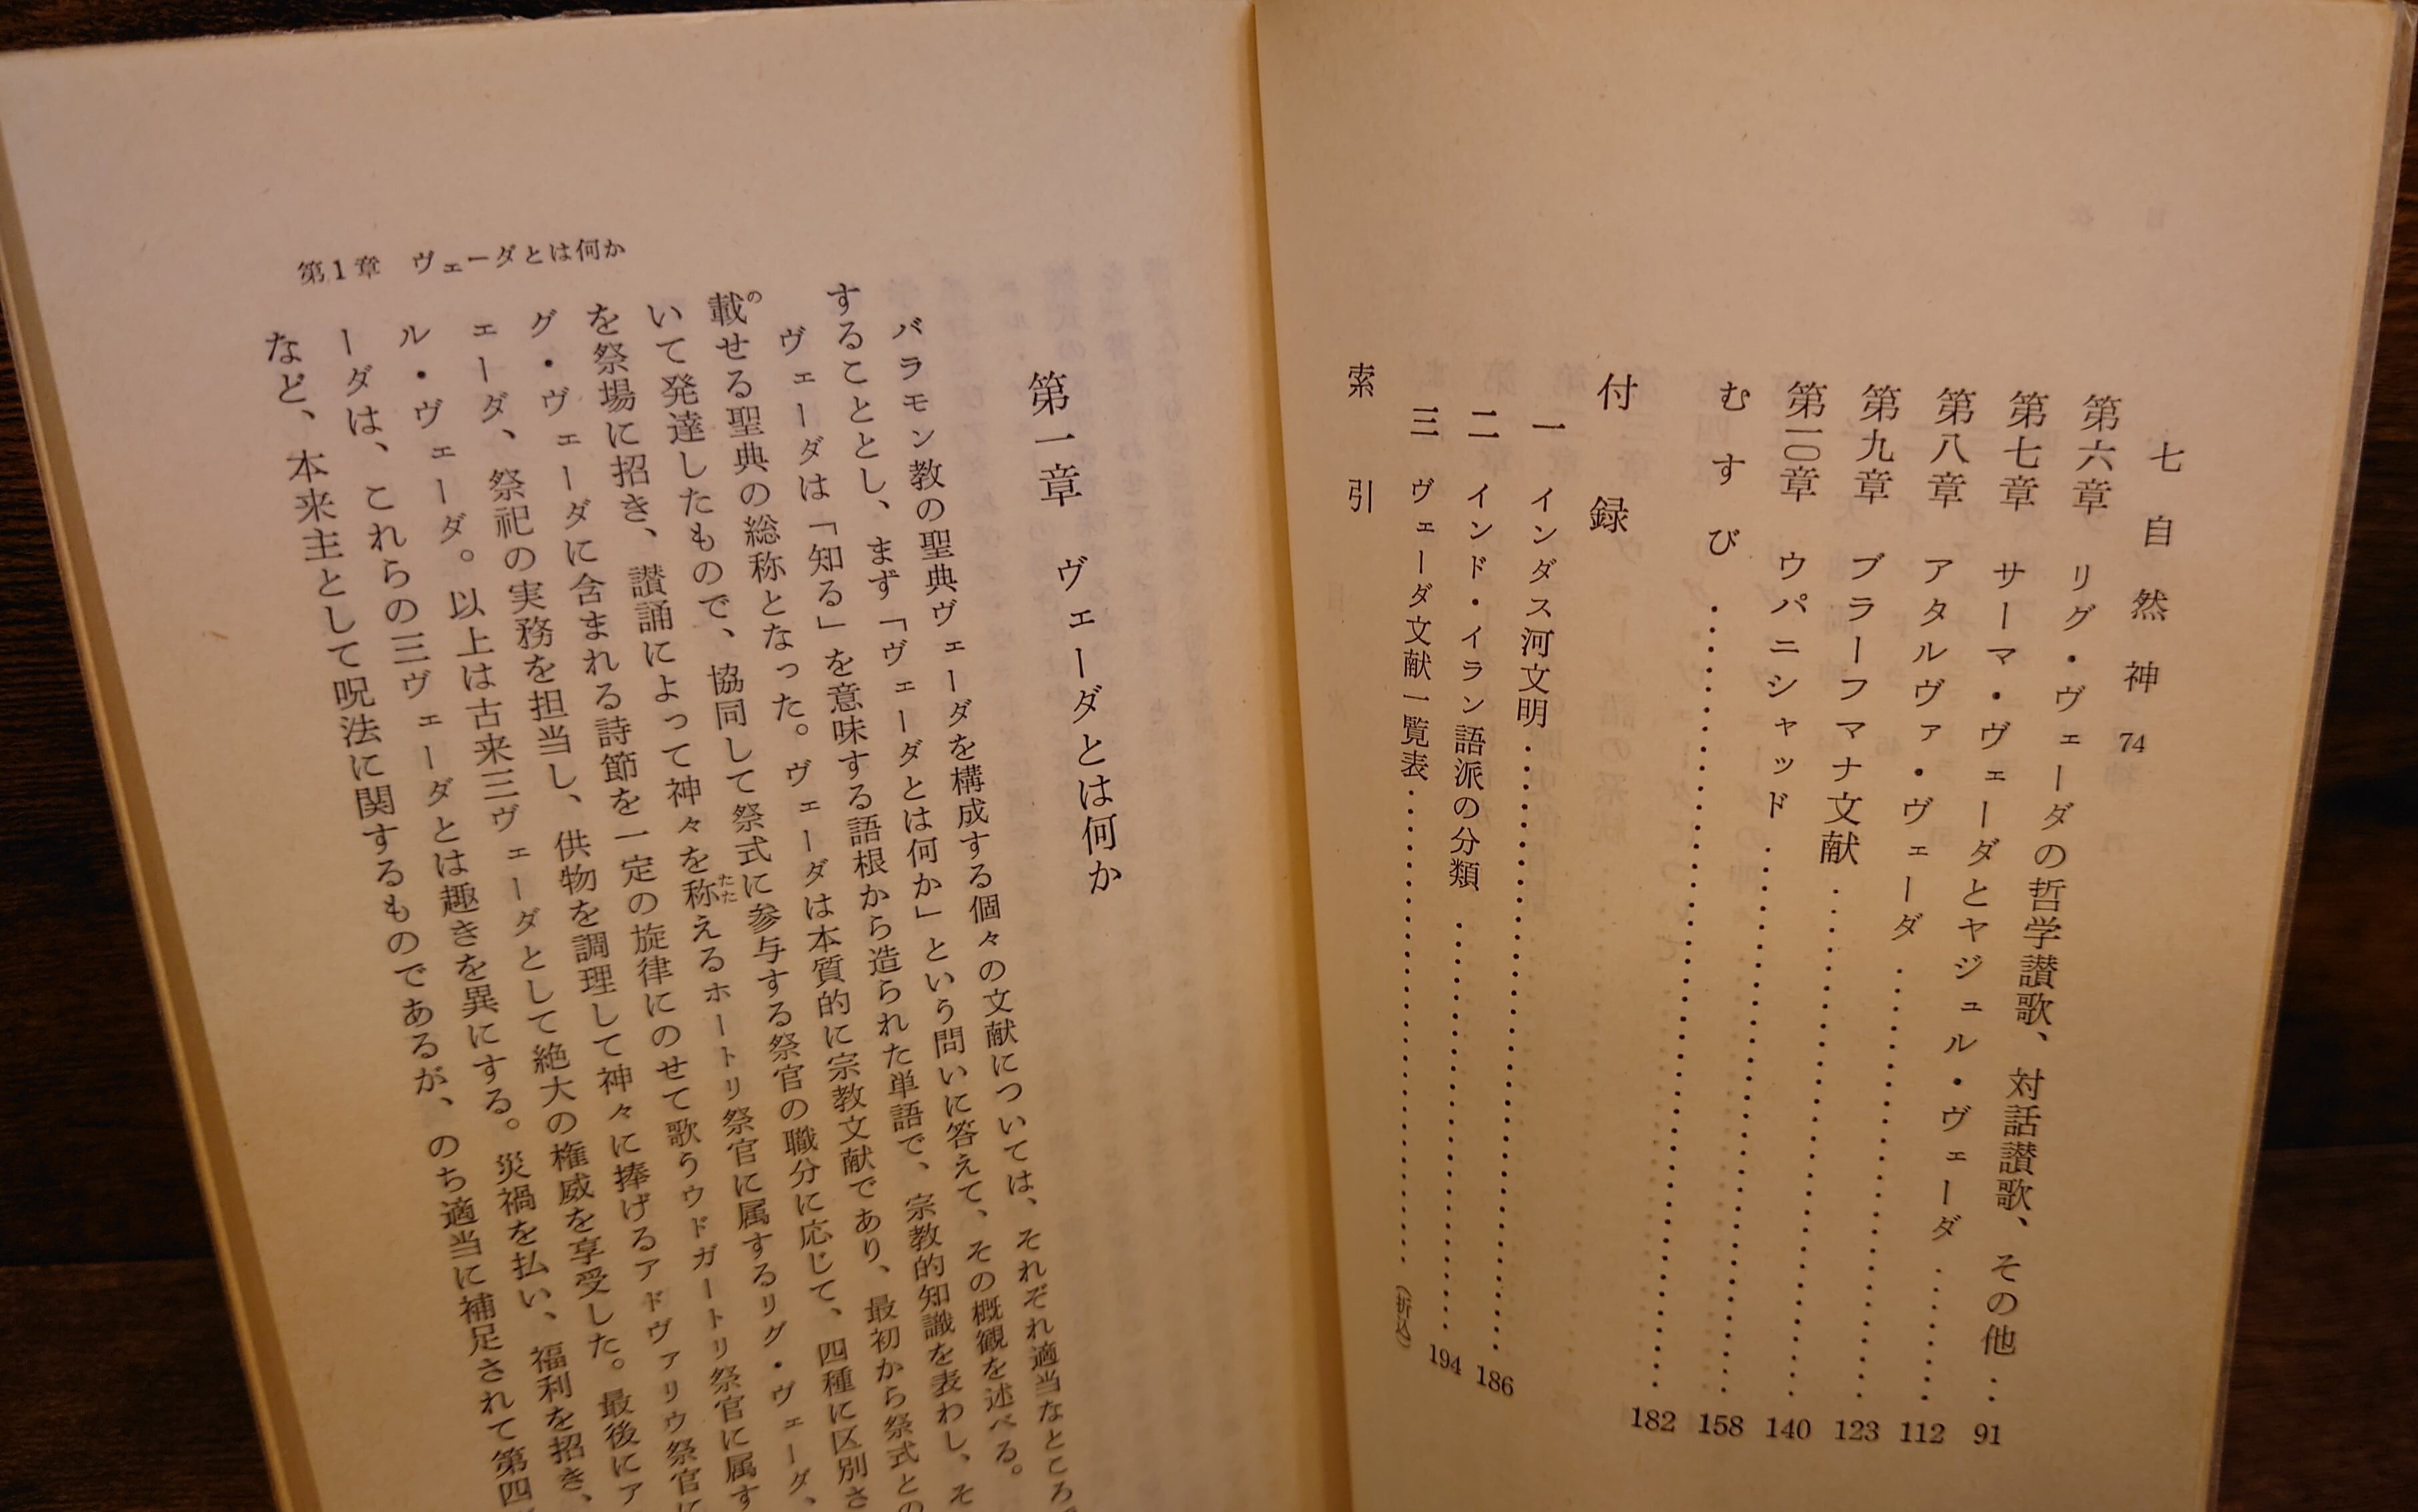 七 自然神 74
第六章 リグ・ヴェーダの哲学讃歌、対話讃歌、その他‥91
第七章 サーマ・ヴェーダとヤジュル・ヴェーダ……112
第八章 アタルヴァ・ヴェーダ……123
第九章 ブラーフマナ文献……140
第一〇章 ウパニシャッド……158
むすび……182
付録
一 インダス河文明……186
二 インド・イラン語派の分類……194
三 ヴェーダ文献一覧表……(折込)
索引
第1章 ヴェーダとは何か
第一章 ヴェーダとは何か
バラモン教の聖典ヴェーダを構成する個々の文献については、それぞれ適当なところ
することとし、まず「ヴェーダとは何か」という問いに答えて、その概観を述べる。
ヴェーダは「知る」を意味する語根から造られた単語で、宗教的知識を表わし、そ
載せる聖典の総称となった。ヴェーダは本質的に宗教文献であり、最初から祭式との
いて発達したもので、協同して祭式に参与する祭官の職分に応じて、四種に区別さ
を祭場に招き、讃誦によって神々を称えるホートリ祭官に属するリグ・ヴェーダ、
グ・ヴェーダに含まれる詩節を一定の旋律にのせて歌うウドガートリ祭官に属す
ェーダ、祭祀の実務を担当し、供物を調理して神々に捧げるアドヴァリウ祭官に
ル・ヴェーダ。以上は古来三ヴェーダとして絶大の権威を享受した。最後にア
ーダは、これらの三ヴェーダとは趣きを異にする。災禍を払い、福利を招き、
など、本来主として呪法に関するものであるが、のち適当に補足されて第四